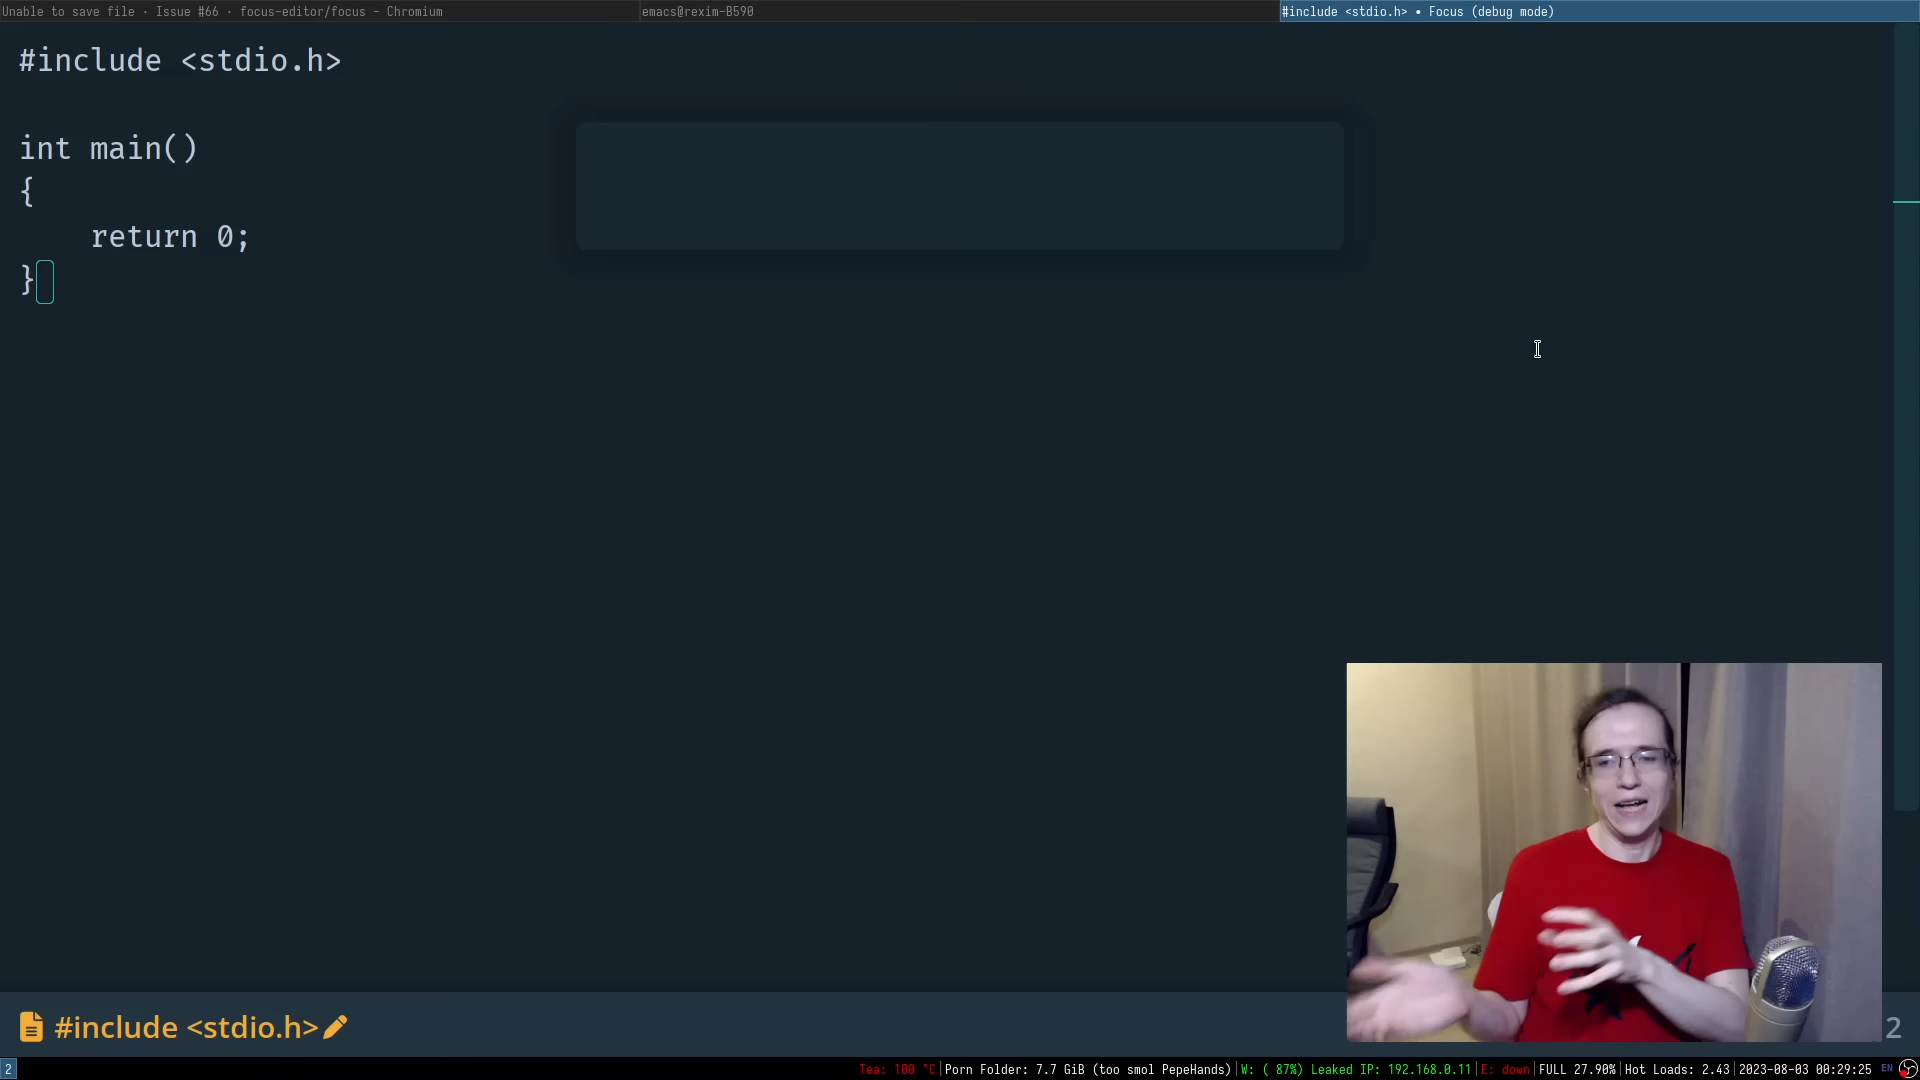 Unable to save file · Issue #66 · focus-editor/focus - Chromium
emacs@rexim-B590
#include <stdio.h> • Focus (debug mode)
#include <stdio.h>
int main()
{
return 0;
}
#include <stdio.h>
2
2
Tea: 100 °C|Porn Folder: 7.7 GiB (too smol PepeHands)|W: ( 87%) Leaked IP: 192.168.0.11|E: down|FULL 27.90%|Hot Loads: 2.43|2023-08-03 00:29:25 EN